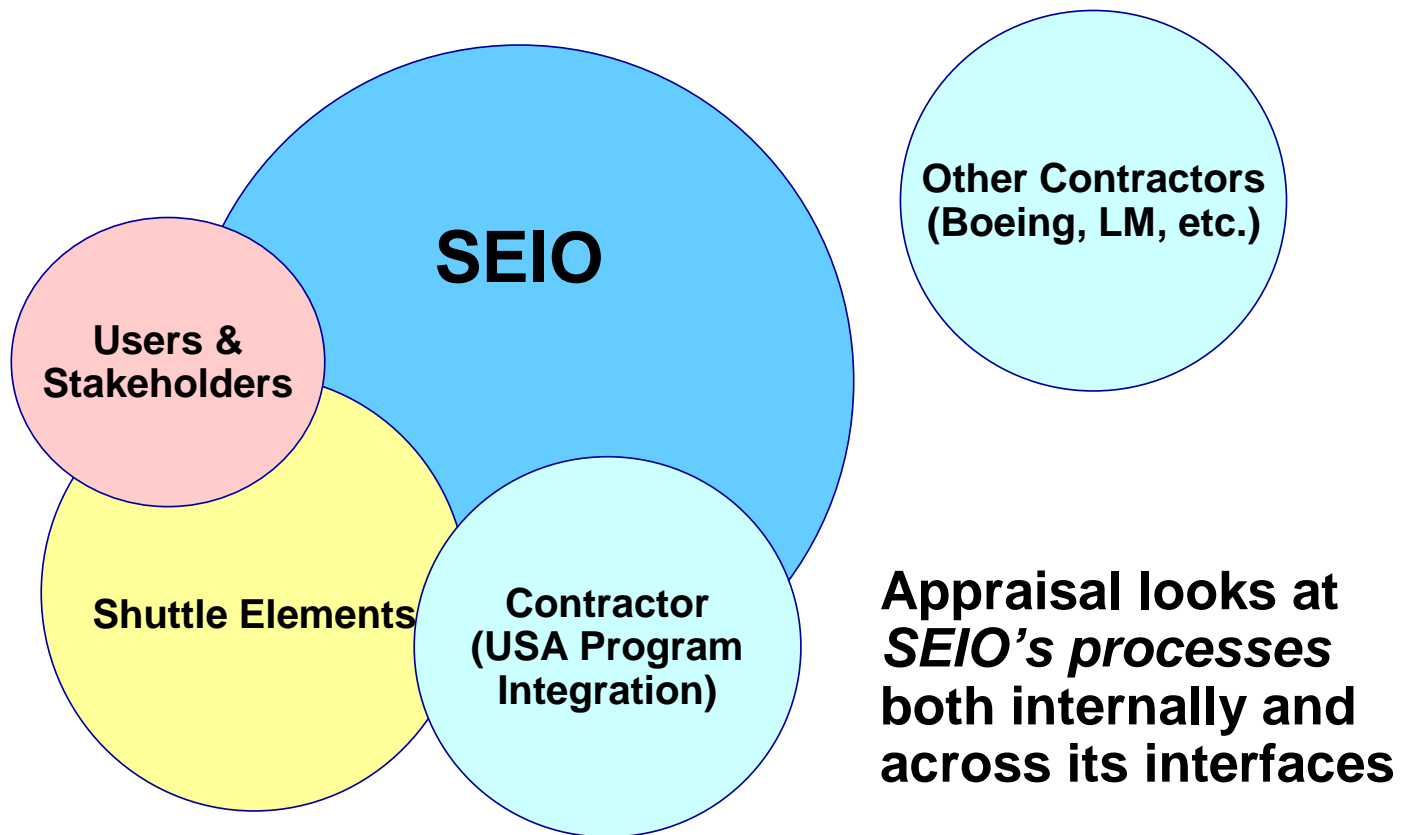 SEIO
Other Contractors
(Boeing, LM, etc.)
Users &
Stakeholders
Shuttle Elements
Contractor
(USA Program
Integration)
Appraisal looks at
SEIO’s processes
both internally and
across its interfaces